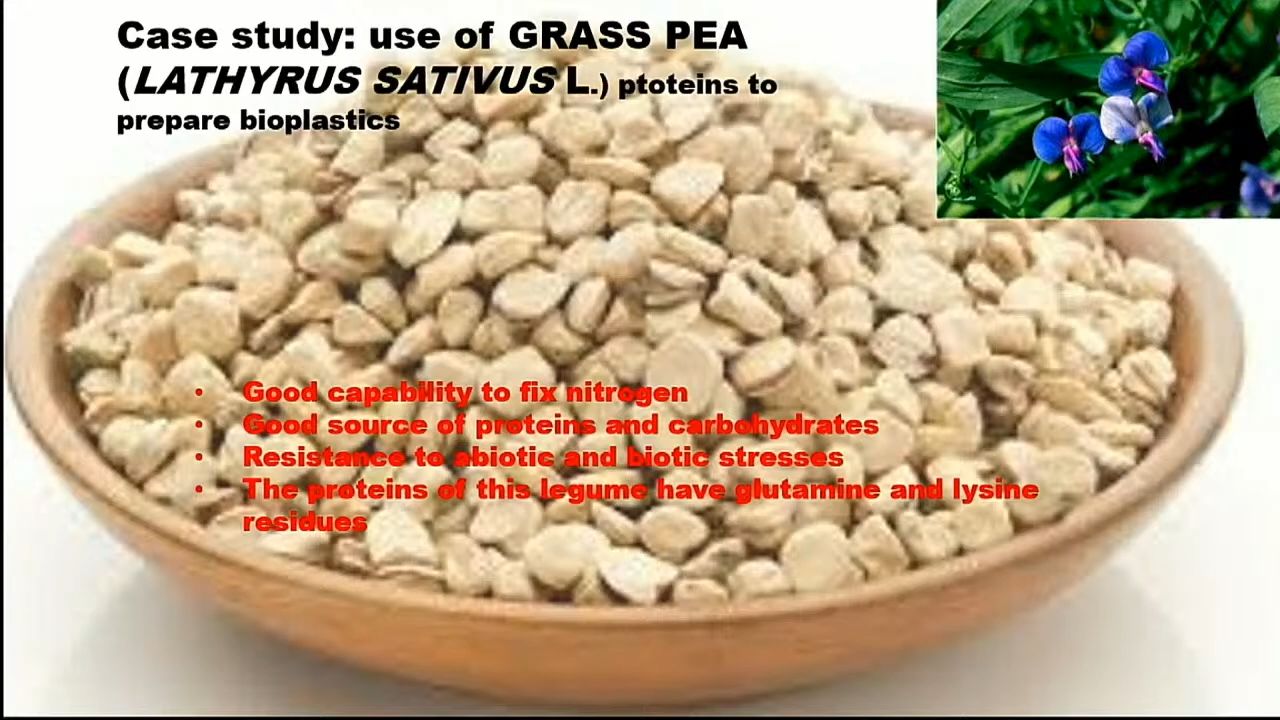 Case study: use of GRASS PEA
(LATHYRUS SATIVUS L.) ptoteins to
prepare bioplastics
• Good capability to fix nitrogen
• Good source of proteins and carbohydrates
• Resistance to abiotic and biotic stresses
• The proteins of this legume have glutamine and lysine
residues